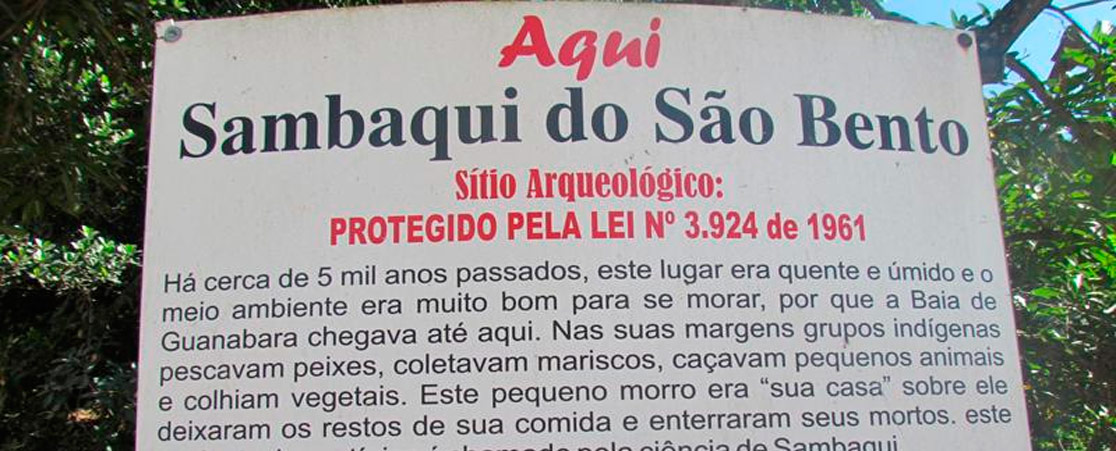 Aqui
Sambaqui do São Bento
Sítio Arqueológico:
PROTEGIDO PELA LEI Nº 3.924 de 1961
Há cerca de 5 mil anos passados, este lugar era quente e úmido e o
meio ambiente era muito bom para se morar, por que a Baia de
Guanabara chegava até aqui. Nas suas margens grupos indígenas
pescavam peixes, coletavam mariscos, caçavam pequenos animais
e colhiam vegetais. Este pequeno morro era “sua casa” sobre ele
deixaram os restos de sua comida e enterraram seus mortos. este
ciência de Sambaqui